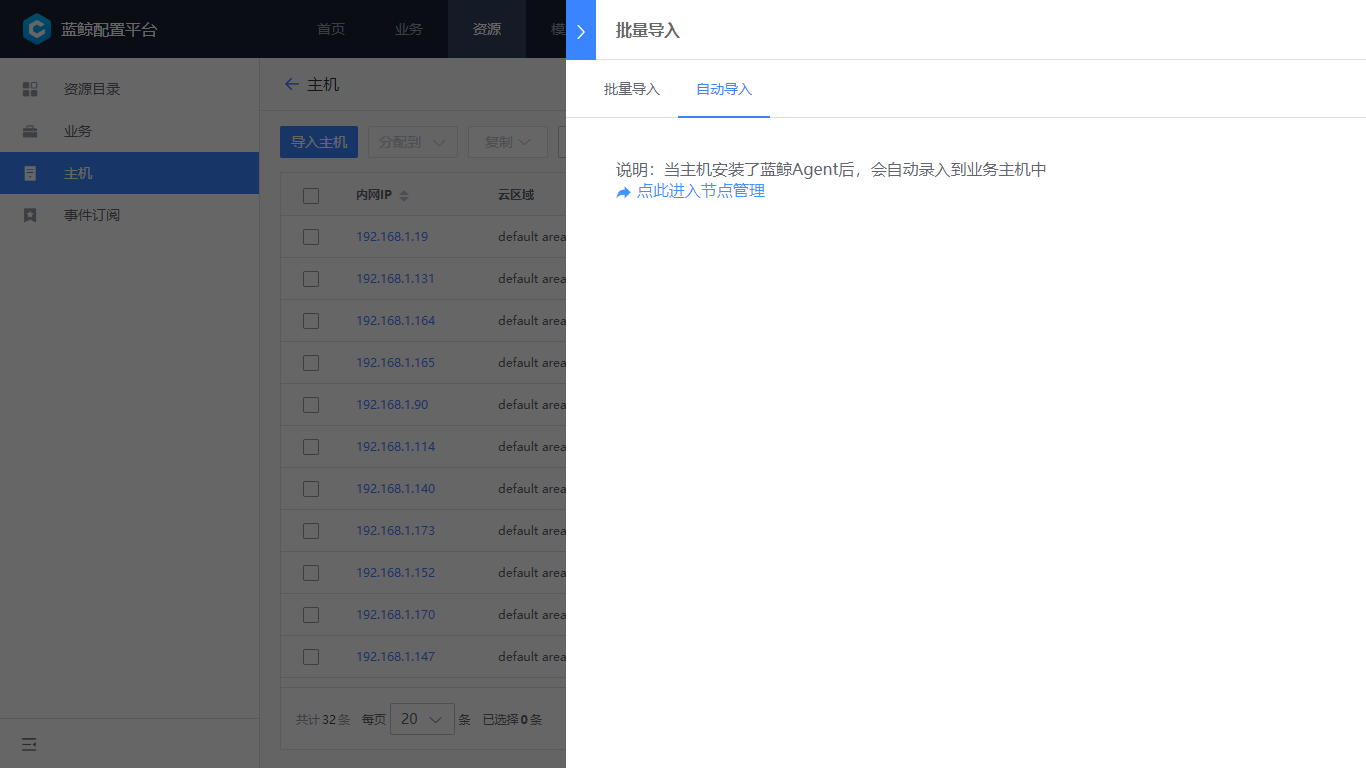 蓝鲸配置平台
首页
业务
资源
批量导入
批量导入
自动导入
说明：当主机安装了蓝鲸Agent后，会自动录入到业务主机中
点此进入节点管理
资源目录
业务
主机
事件订阅
主机
导入主机
分配到
复制
内网IP
云区域
192.168.1.19 default area
192.168.1.131 default area
192.168.1.164 default area
192.168.1.165 default area
192.168.1.90 default area
192.168.1.114 default area
192.168.1.140 default area
192.168.1.173 default area
192.168.1.152 default area
192.168.1.170 default area
192.168.1.147 default area
共计32条 每页 20 条 已选择0条